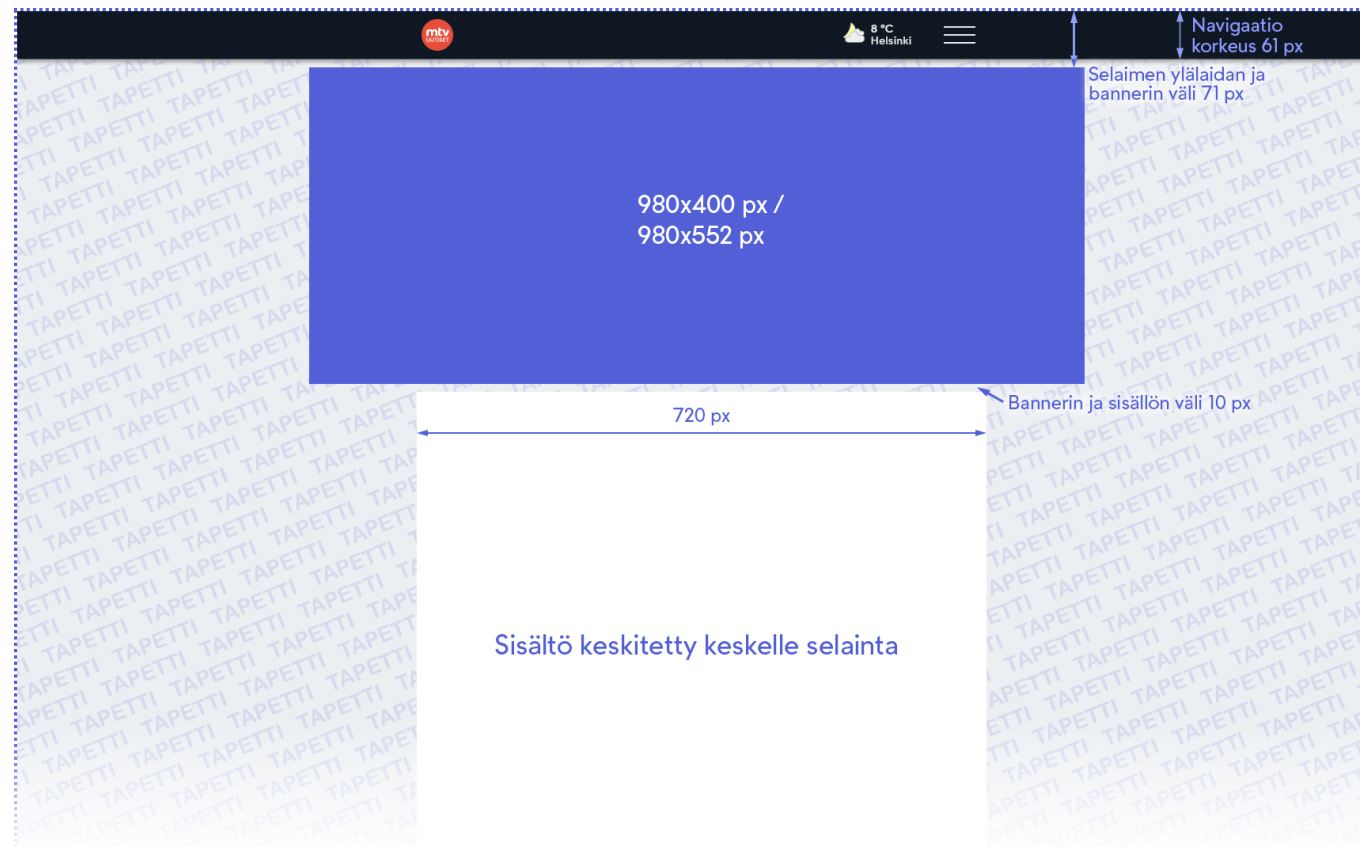 mtv
UUTISET
8 °C
Helsinki
Navigaatio
korkeus 61 px
Selaimen ylälaidan ja
bannerin väli 71 px
980x400 px /
980x552 px
Bannerin ja sisällön väli 10 px
720 px
Sisältö keskitetty keskelle selainta
TAPETTI TAPETTI TAPETTI